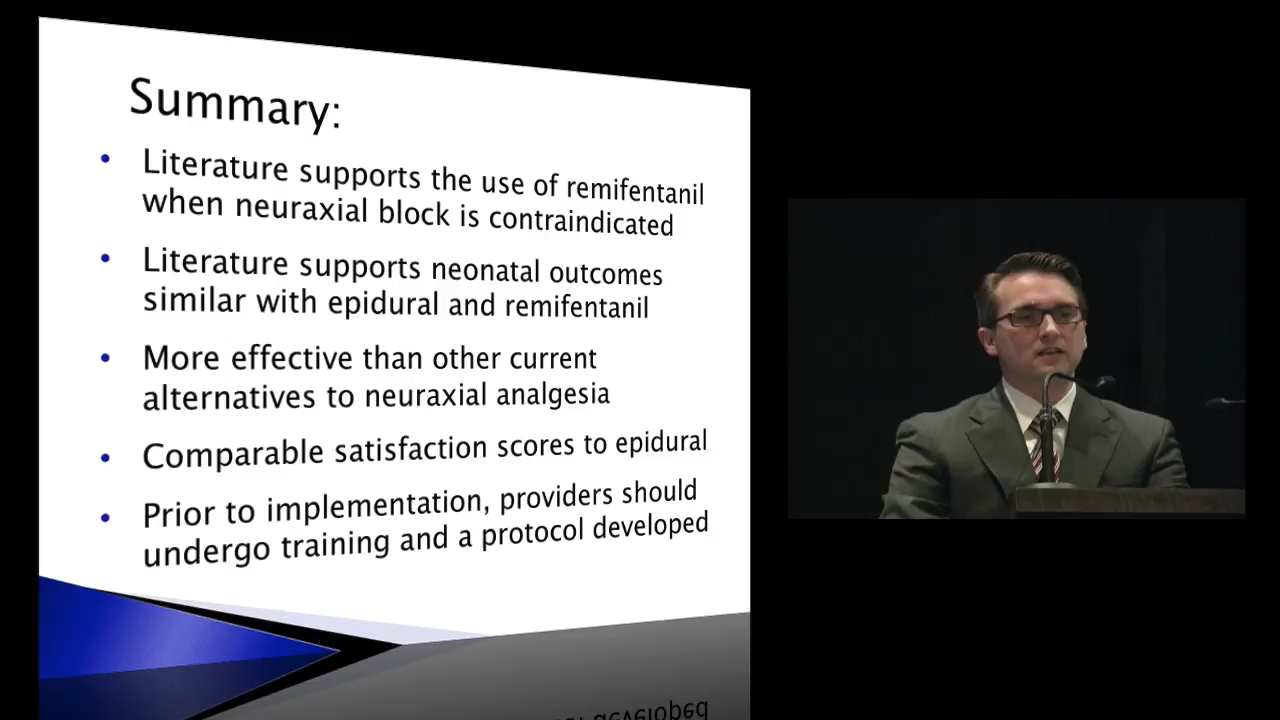 Summary:
• Literature supports the use of remifentanil
when neuraxial block is contraindicated
• Literature supports neonatal outcomes
similar with epidural and remifentanil
• More effective than other current
alternatives to neuraxial analgesia
• Comparable satisfaction scores to epidural
• Prior to implementation, providers should
undergo training and a protocol developed